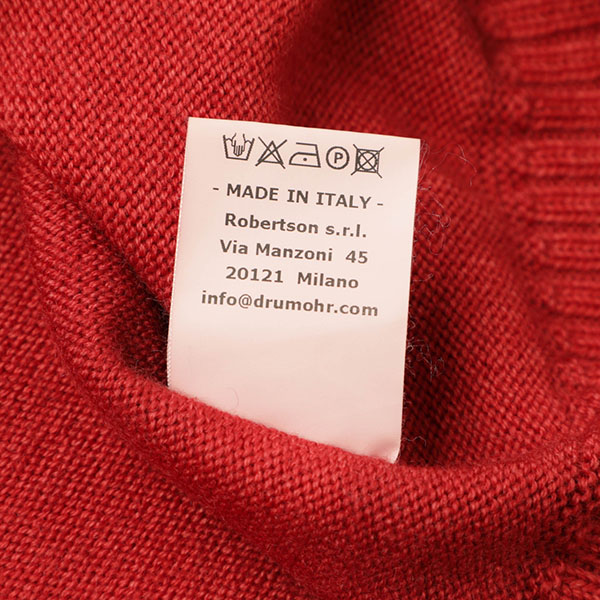 P
- MADE IN ITALY -
Robertson s.r.l.
Via Manzoni 45
20121 Milano
info@drumohr.com